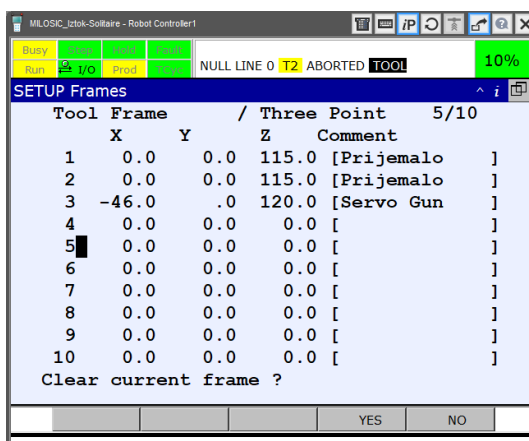 MILOSIC_Iztok-Solitaire - Robot Controller1
Busy Step Hold Fault
Run I/O Prod TCyc
NULL LINE 0 T2 ABORTED TOOL
10%
SETUP Frames
Tool Frame / Three Point 5/10
X Y Z Comment
1 0.0 0.0 115.0 [Prijemalo ]
2 0.0 0.0 115.0 [Prijemalo ]
3 -46.0 .0 120.0 [Servo Gun ]
4 0.0 0.0 0.0 [ ]
5 0.0 0.0 0.0 [ ]
6 0.0 0.0 0.0 [ ]
7 0.0 0.0 0.0 [ ]
8 0.0 0.0 0.0 [ ]
9 0.0 0.0 0.0 [ ]
10 0.0 0.0 0.0 [ ]
Clear current frame ?
YES NO